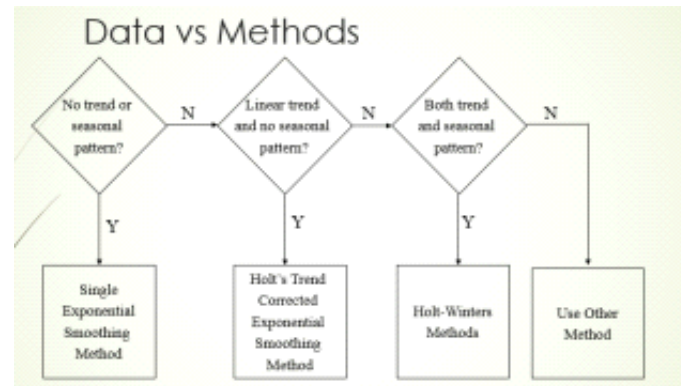 Data vs Methods
No trend or
seasonal
pattern?
N
Linear trend
and no seasonal
pattern?
N
Both trend
and seasonal
pattern?
N
Y
Y
Y
Single
Exponential
Smoothing
Method
Holt's Trend
Corrected
Exponential
Smoothing
Method
Holt-Winters
Methods
Use Other
Method